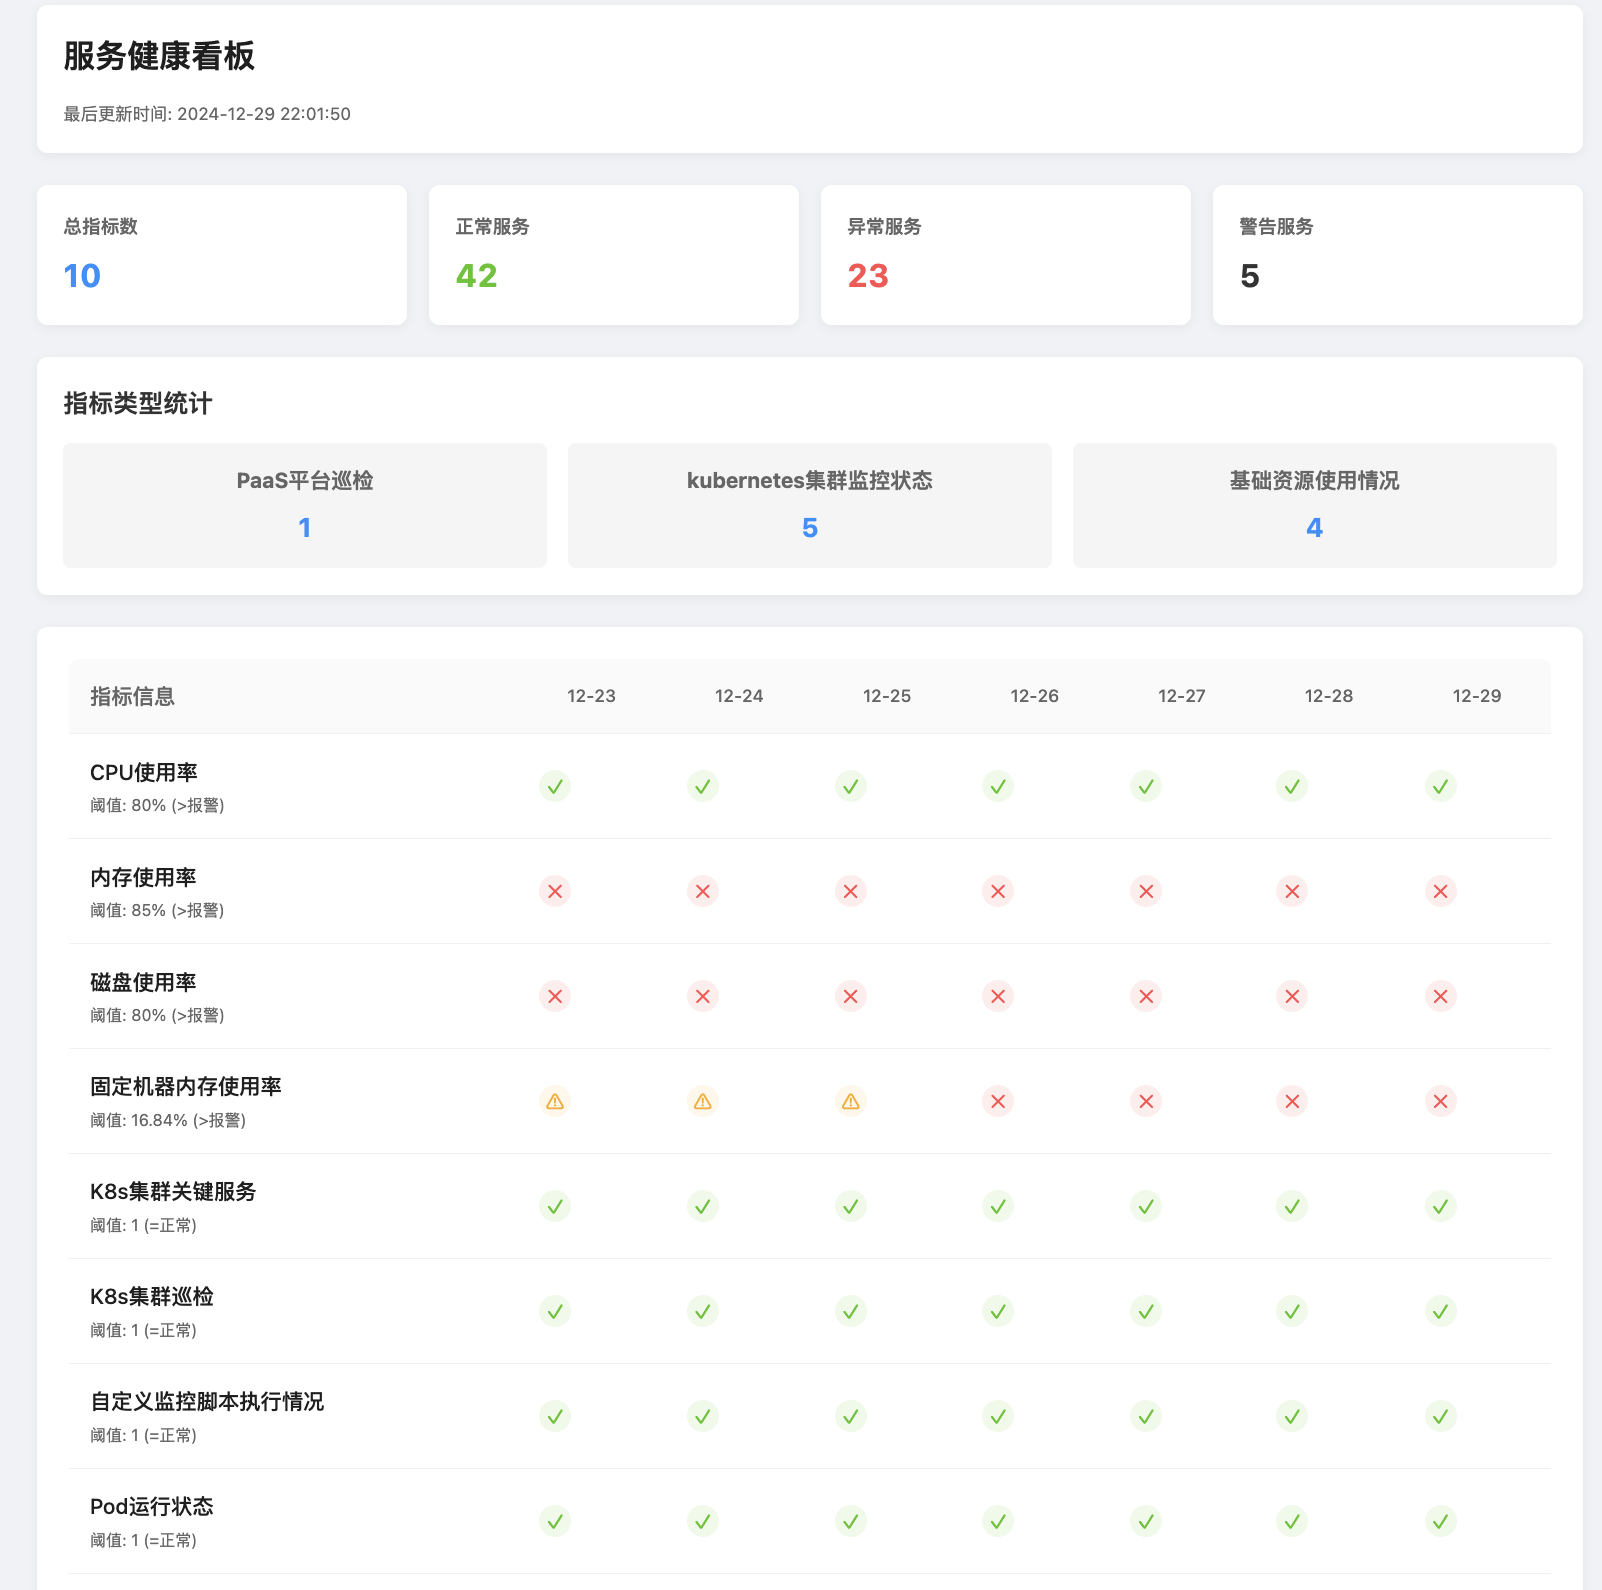 服务健康看板
最后更新时间: 2024-12-29 22:01:50
总指标数
10
正常服务
42
异常服务
23
警告服务
5
指标类型统计
PaaS平台巡检
1
kubernetes集群监控状态
5
基础资源使用情况
4
指标信息 12-23 12-24 12-25 12-26 12-27 12-28 12-29
CPU使用率
阈值: 80% (>报警)
内存使用率
阈值: 85% (>报警)
磁盘使用率
阈值: 80% (>报警)
固定机器内存使用率
阈值: 16.84% (>报警)
K8s集群关键服务
阈值: 1 (=正常)
K8s集群巡检
阈值: 1 (=正常)
自定义监控脚本执行情况
阈值: 1 (=正常)
Pod运行状态
阈值: 1 (=正常)